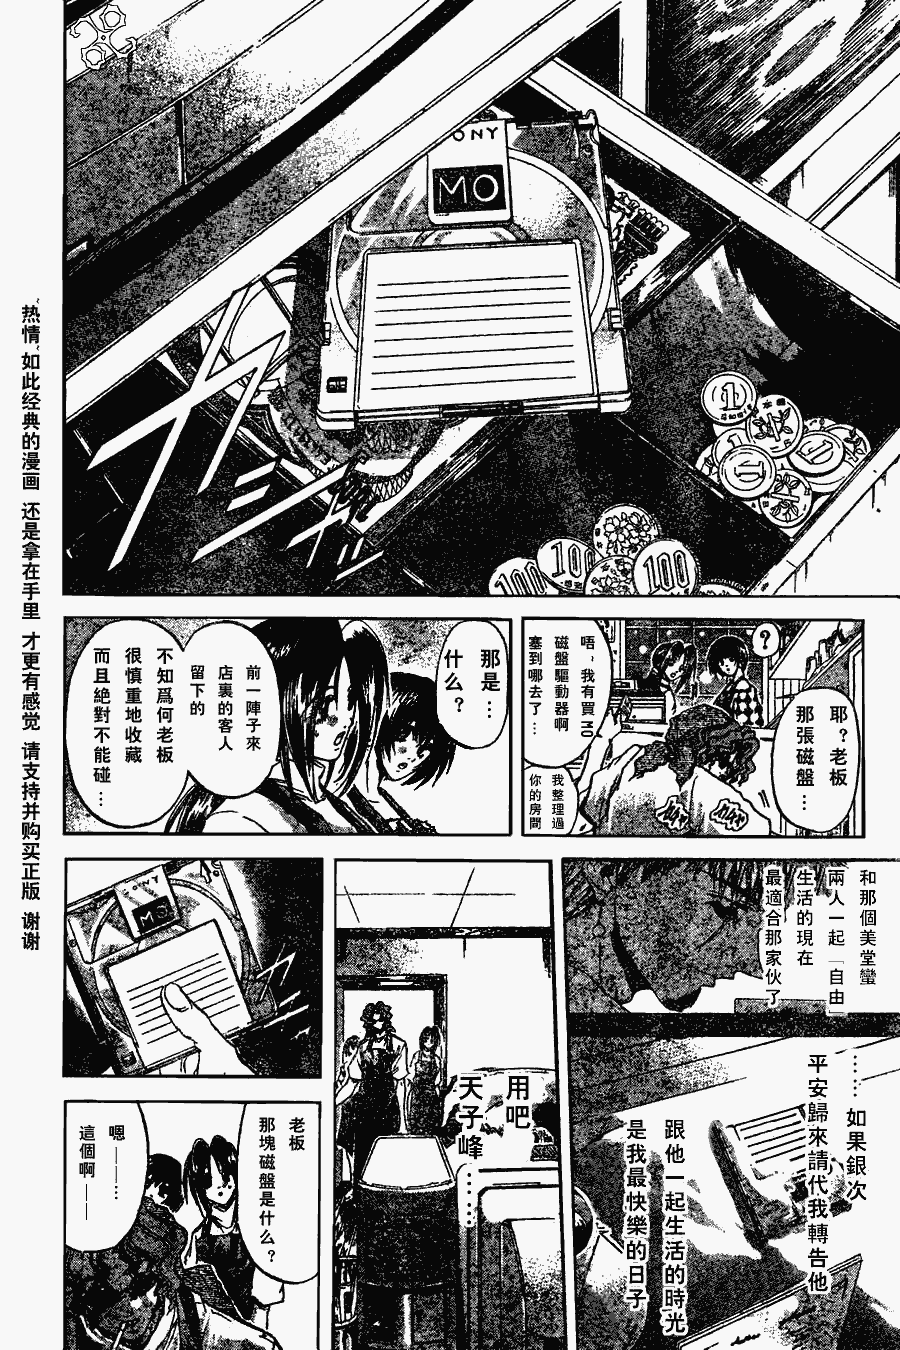 SONY
MO
1
100
100
100
耶？老板
那張磁盤…
？
唔、我有買MO
磁盤驅動器啊
塞到哪去了…
我整理過
你的房間
那是…
什么？
前一陣子來
店裏的客人
留下的
不知爲何老板
很慎重地收藏
而且絶對不能碰…
和那個美堂蠻
兩人一起「自由」
生活的現在
最適合那家伙了
……如果銀次
平安歸來請代我轉告他
跟他一起生活的時光
是我最快樂的日子
用吧
天子峰……
SONY
MO
老板
那塊磁盤是什么？
嗯――…
這個啊――
~热情~如此经典的漫画 还是拿在手里 才更有感觉 请支持并购买正版 谢谢